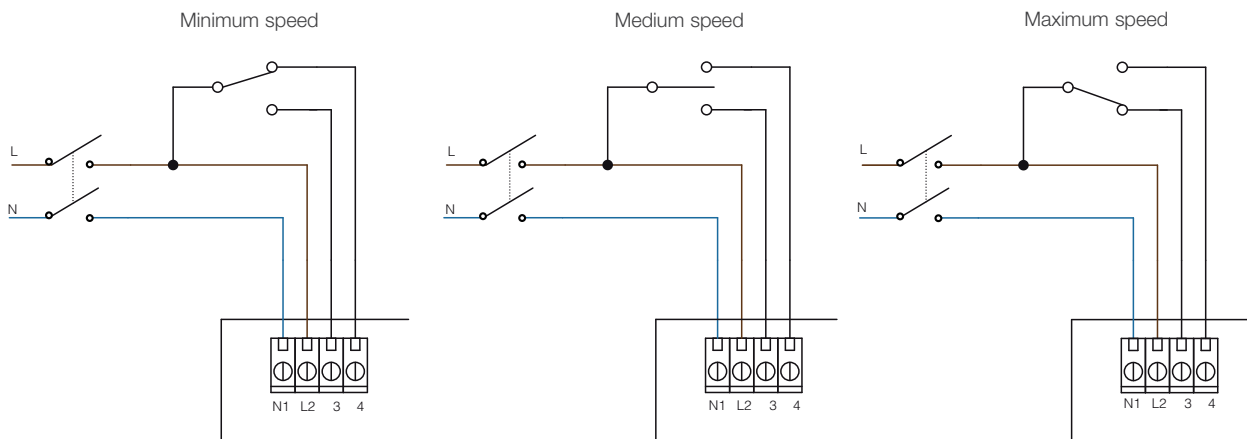 Minimum speed
Medium speed
Maximum speed
L
N
N1 L2 3 4
L
N
N1 L2 3 4
L
N
N1 L2 3 4